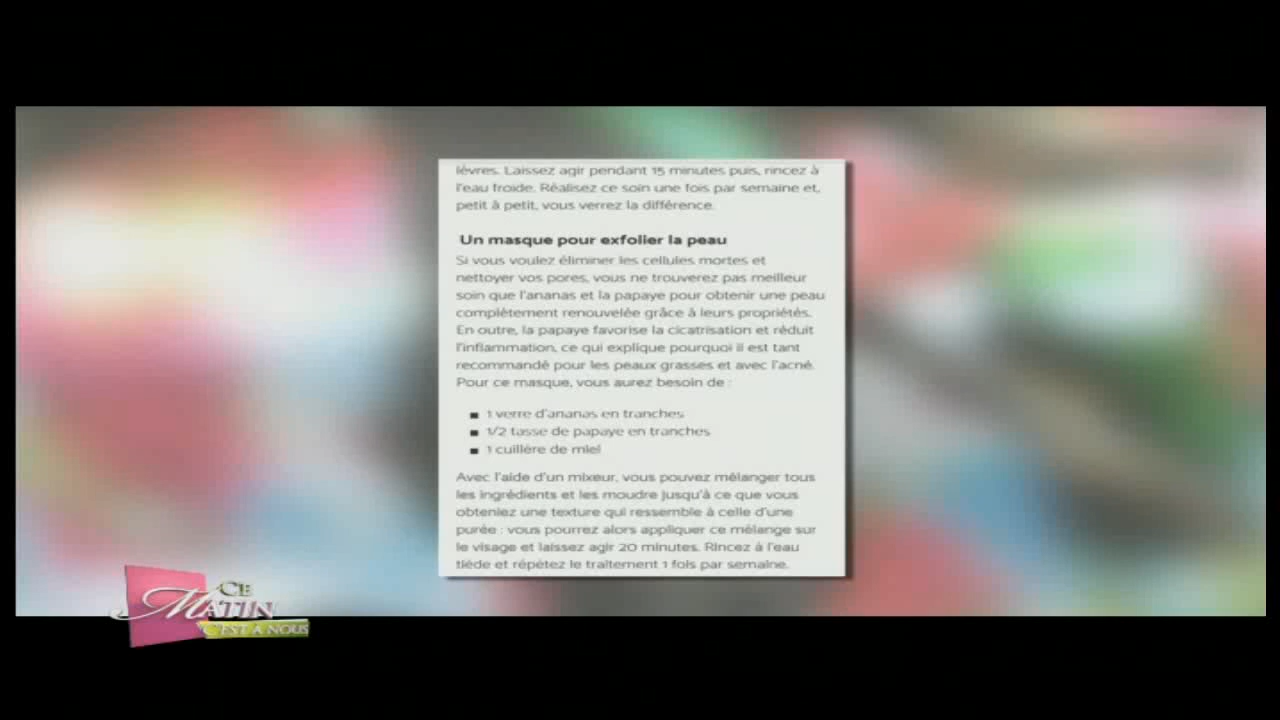 lèvres. Laissez agir pendant 15 minutes puis, rincez à
l'eau froide. Réalisez ce soin une fois par semaine et,
petit à petit, vous verrez la différence.
Un masque pour exfolier la peau
Si vous voulez éliminer les cellules mortes et
nettoyer vos pores, vous ne trouverez pas meilleur
soin que l'ananas et la papaye pour obtenir une peau
complètement renouvelée grâce à leurs propriétés.
En outre, la papaye favorise la cicatrisation et réduit
l'inflammation, ce qui explique pourquoi il est tant
recommandé pour les peaux grasses et avec l'acné.
Pour ce masque, vous aurez besoin de :
■ 1 verre d'ananas en tranches
■ 1/2 tasse de papaye en tranches
■ 1 cuillère de miel
Avec l'aide d'un mixeur, vous pouvez mélanger tous
les ingrédients et les moudre jusqu'à ce que vous
obteniez une texture qui ressemble à celle d'une
purée : vous pourrez alors appliquer ce mélange sur
le visage et laissez agir 20 minutes. Rincez à l'eau
tiède et répétez le traitement 1 fois par semaine.
CE
MATIN
C'EST A NOUS